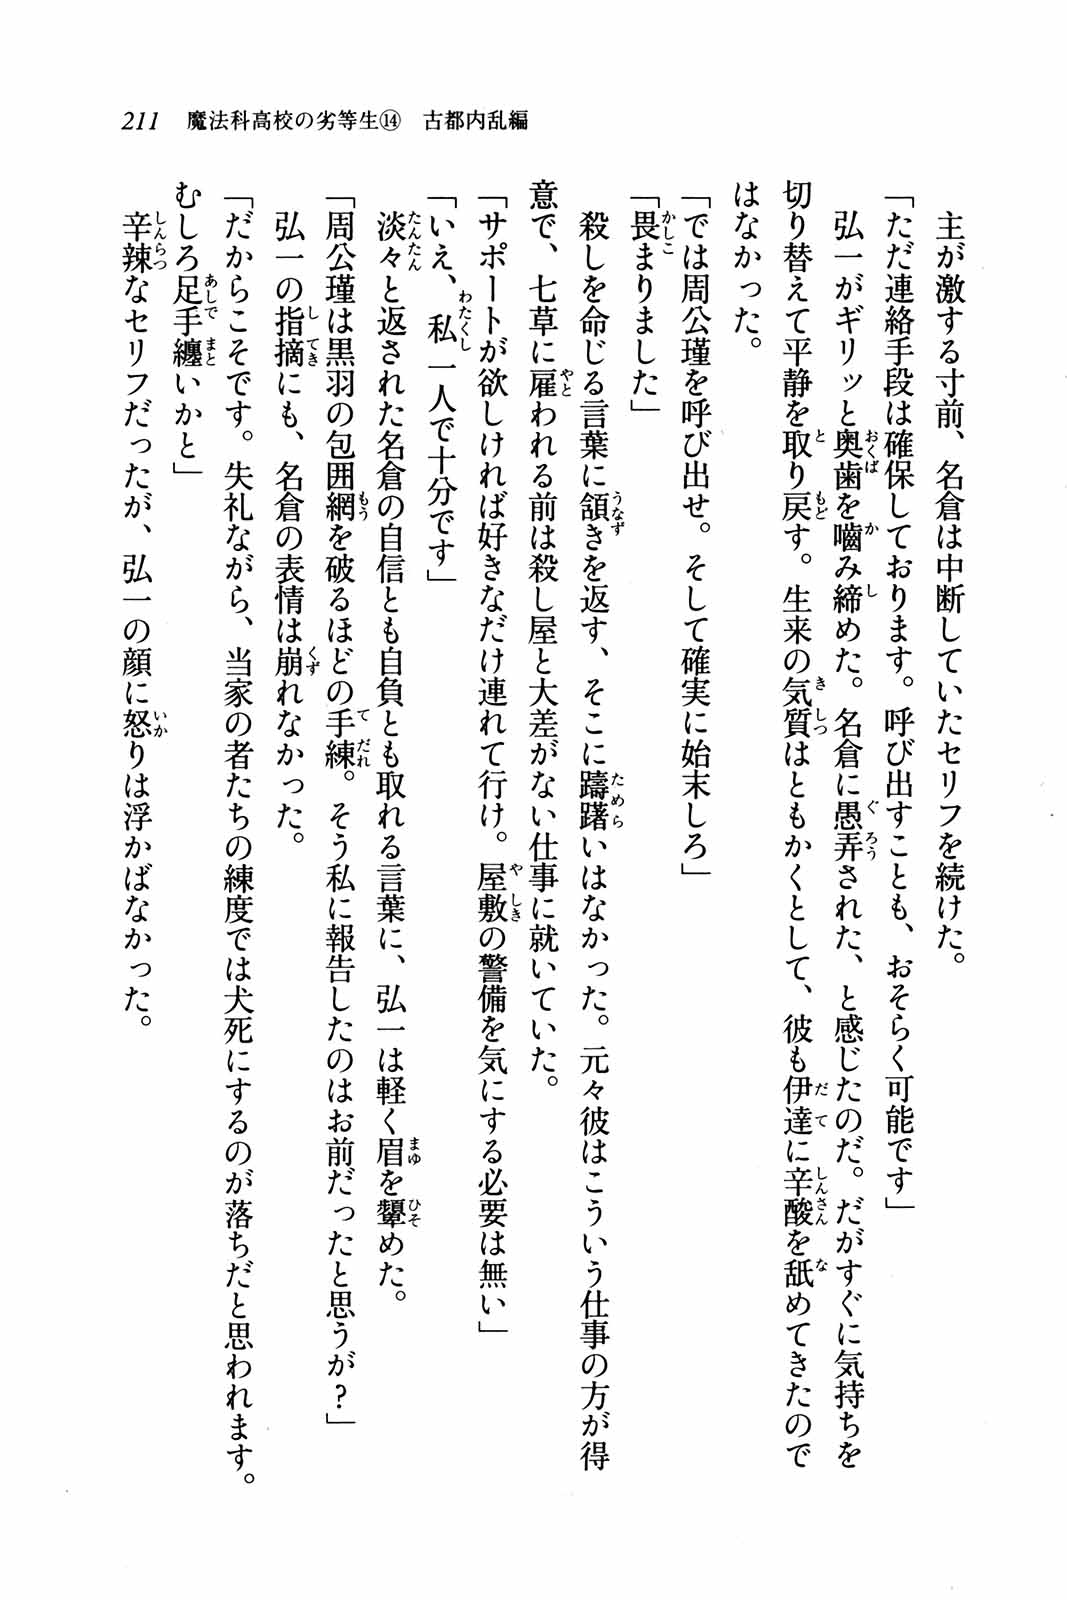 211 魔法科高校の劣等生⑭ 古都内乱編
主が激する寸前、名倉は中断していたセリフを続けた。
「ただ連絡手段は確保しております。呼び出すことも、おそらく可能です」
弘一がギリッと奥歯を嚙み締めた。名倉に愚弄された、と感じたのだ。だがすぐに気持ちを
切り替えて平静を取り戻す。生来の気質はともかくとして、彼も伊達に辛酸を舐めてきたので
はなかった。
「では周公瑾を呼び出せ。そして確実に始末しろ」
「畏まりました」
殺しを命じる言葉に頷きを返す、そこに躊躇いはなかった。元々彼はこういう仕事の方が得
意で、七草に雇われる前は殺し屋と大差がない仕事に就いていた。
「サポートが欲しければ好きなだけ連れて行け。屋敷の警備を気にする必要は無い」
「いえ、私一人で十分です」
淡々と返された名倉の自信とも自負とも取れる言葉に、弘一は軽く眉を顰めた。
「周公瑾は黒羽の包囲網を破るほどの手練。そう私に報告したのはお前だったと思うが？」
弘一の指摘にも、名倉の表情は崩れなかった。
「だからこそです。失礼ながら、当家の者たちの練度では犬死にするのが落ちだと思われます。
むしろ足手纏いかと」
辛辣なセリフだったが、弘一の顔に怒りは浮かばなかった。